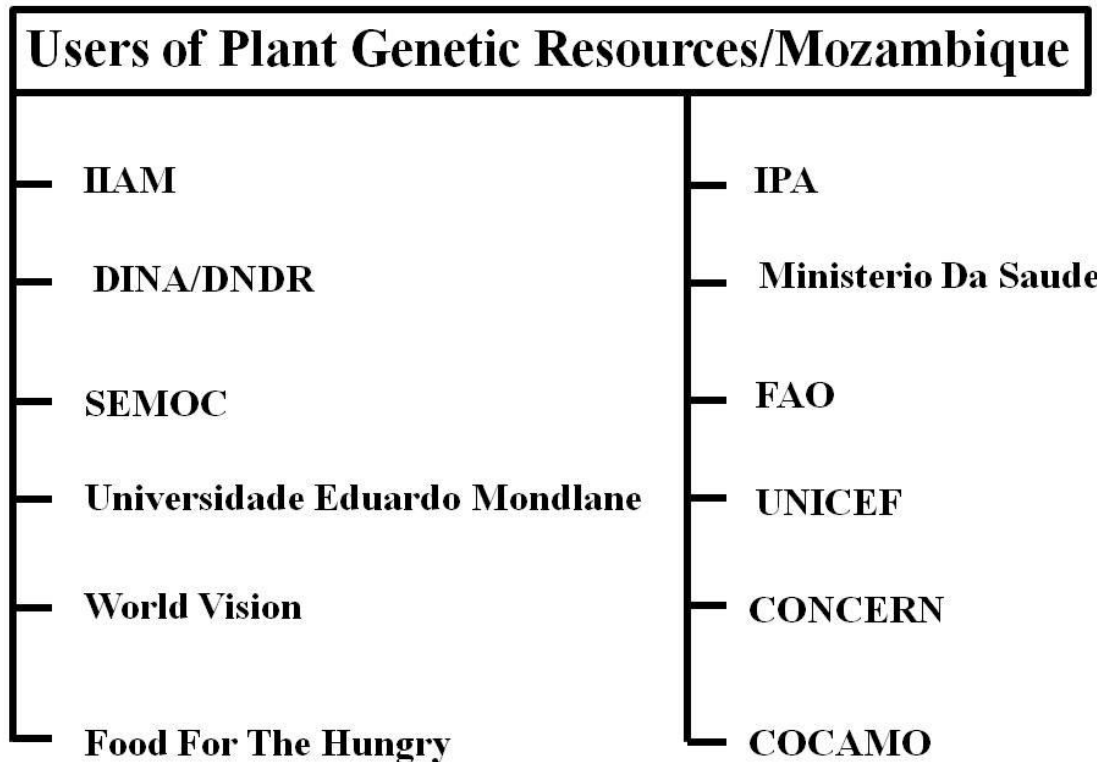 Users of Plant Genetic Resources/Mozambique
IIAM
DINA/DNDR
SEMOC
Universidade Eduardo Mondlane
World Vision
Food For The Hungry
IPA
Ministerio Da Saude
FAO
UNICEF
CONCERN
COCAMO